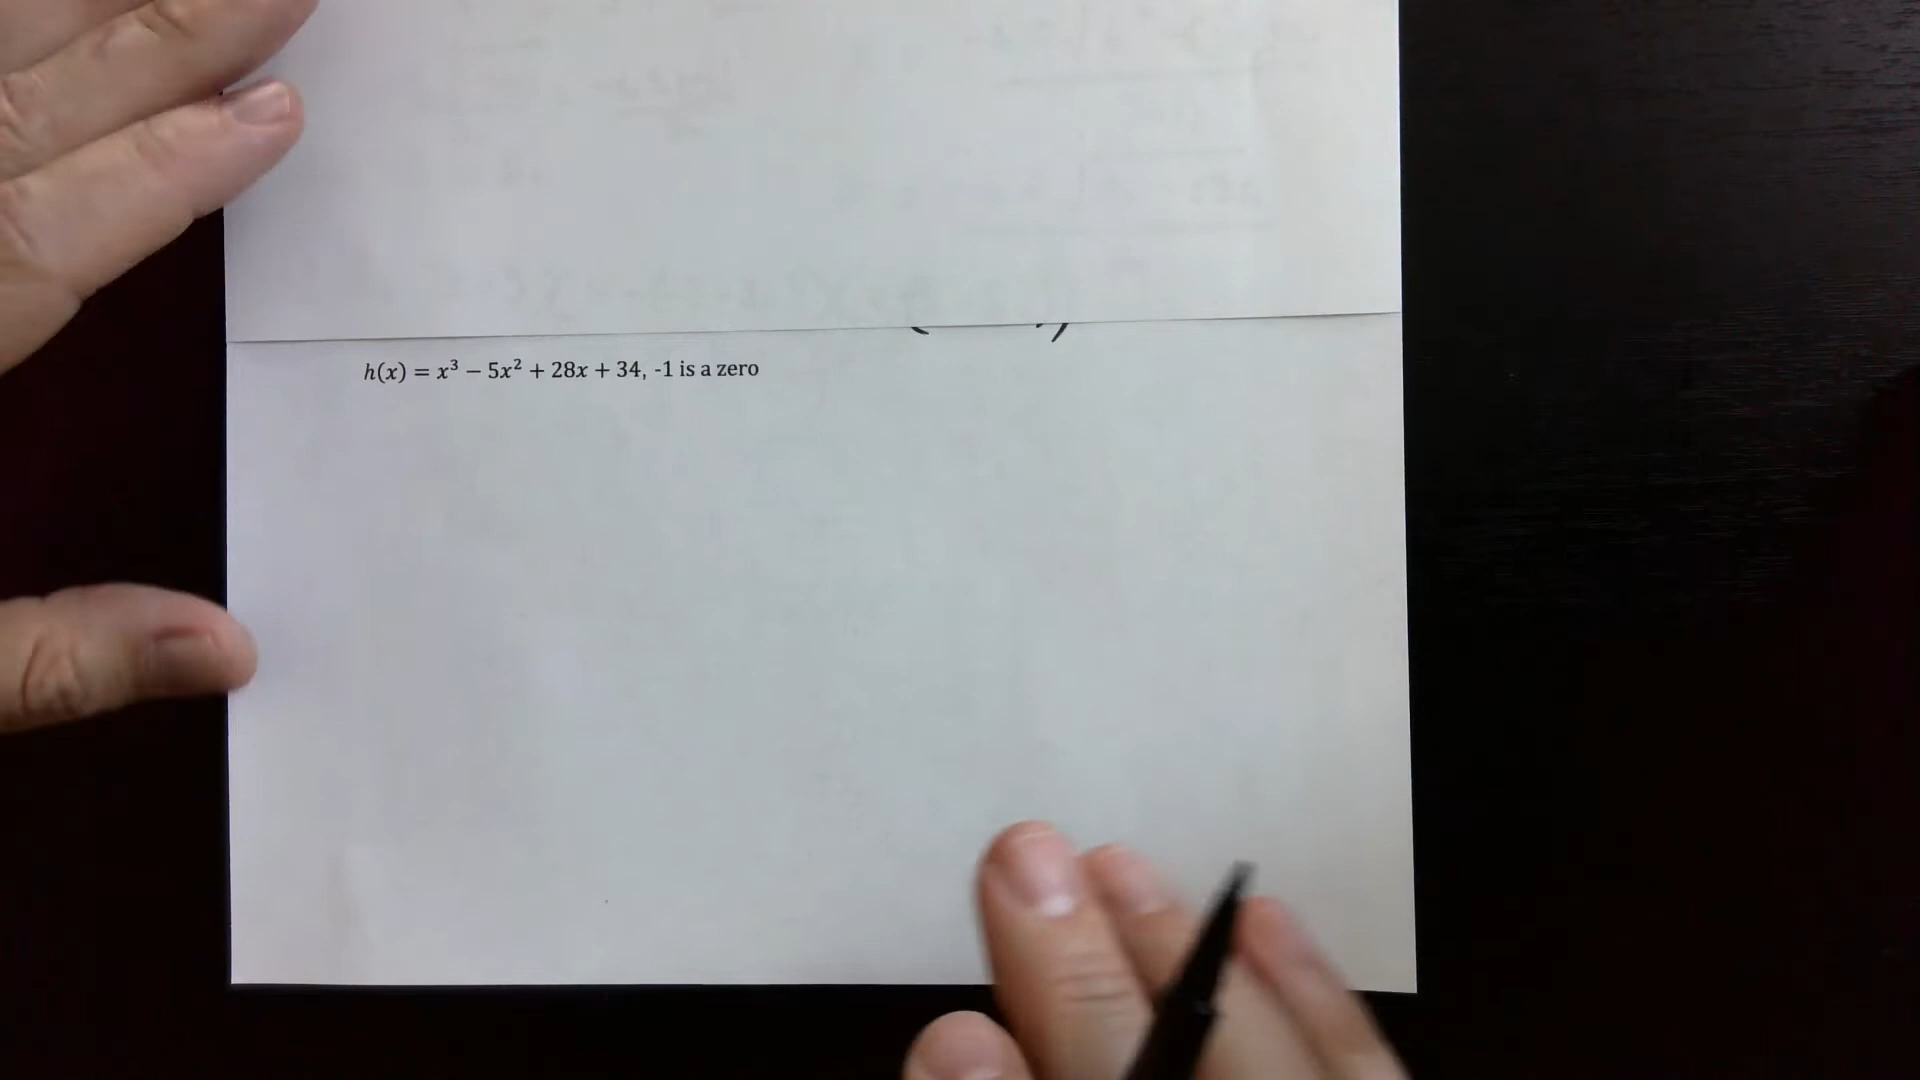 h(x) = x³ − 5x² + 28x + 34, -1 is a zero